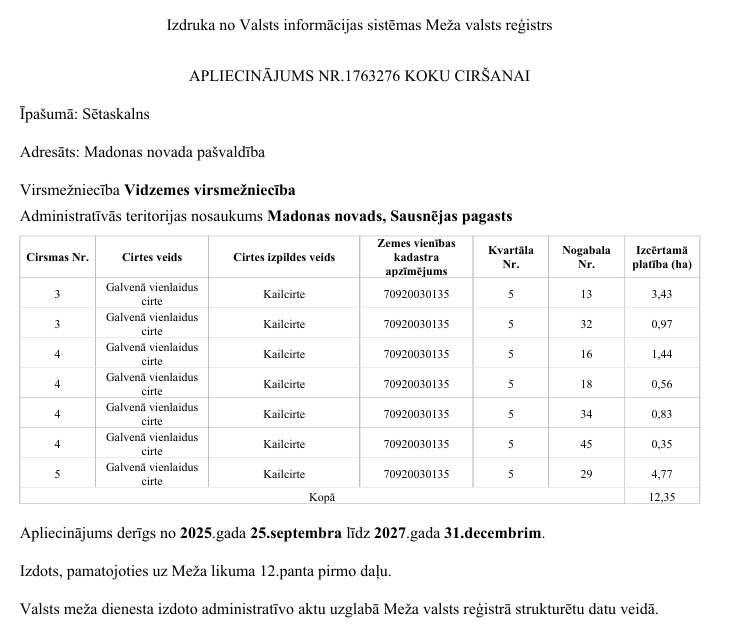 Izdruka no Valsts informācijas sistēmas Meža valsts reģistrs
APLIECINĀJUMS NR.1763276 KOKU CIRŠANAI
Īpašumā: Sētaskalns
Adresāts: Madonas novada pašvaldība
Virsmežniecība Vidzemes virsmežniecība
Administratīvās teritorijas nosaukums Madonas novads, Sausnējas pagasts
Cirsmas Nr. Cirtes veids Cirtes izpildes veids Zemes vienības kadastra apzīmējums Kvartāla Nr. Nogabala Nr. Izcērtamā platība (ha)
3 Galvenā vienlaidus cirte Kailcirte 70920030135 5 13 3,43
3 Galvenā vienlaidus cirte Kailcirte 70920030135 5 32 0,97
4 Galvenā vienlaidus cirte Kailcirte 70920030135 5 16 1,44
4 Galvenā vienlaidus cirte Kailcirte 70920030135 5 18 0,56
4 Galvenā vienlaidus cirte Kailcirte 70920030135 5 34 0,83
4 Galvenā vienlaidus cirte Kailcirte 70920030135 5 45 0,35
5 Galvenā vienlaidus cirte Kailcirte 70920030135 5 29 4,77
Kopā 12,35
Apliecinājums derīgs no 2025.gada 25.septembra līdz 2027.gada 31.decembrim.
Izdots, pamatojoties uz Meža likuma 12.panta pirmo daļu.
Valsts meža dienesta izdoto administratīvo aktu uzglabā Meža valsts reģistrā strukturētu datu veidā.